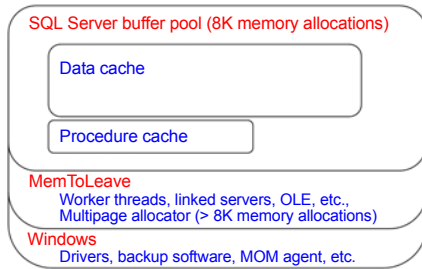 SQL Server buffer pool (8K memory allocations)
Data cache
Procedure cache
MemToLeave
Worker threads, linked servers, OLE, etc.,
Multipage allocator (> 8K memory allocations)
Windows
Drivers, backup software, MOM agent, etc.